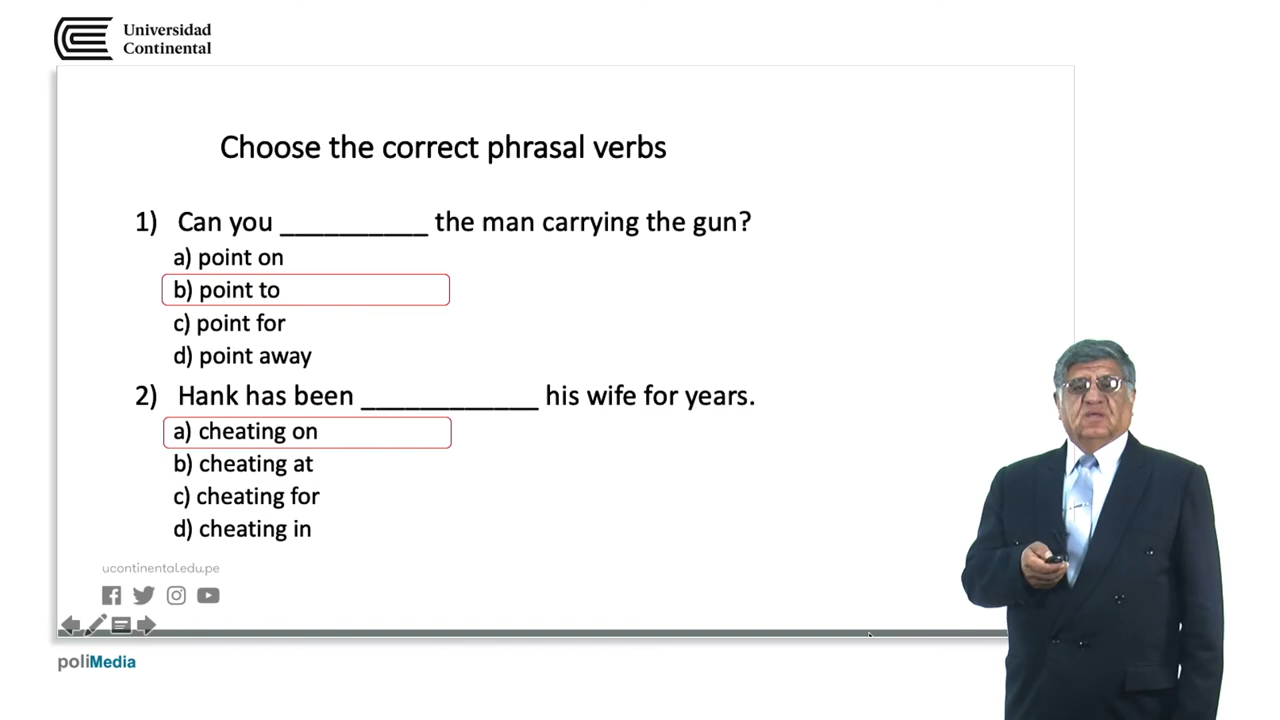 Universidad
Continental
Choose the correct phrasal verbs
1) Can you __________ the man carrying the gun?
a) point on
b) point to
c) point for
d) point away
2) Hank has been ____________ his wife for years.
a) cheating on
b) cheating at
c) cheating for
d) cheating in
ucontinental.edu.pe
poliMedia